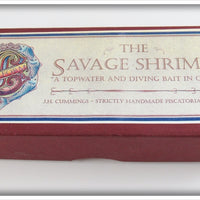 THE
SAVAGE SHRIM
"A TOPWATER AND DIVING BAIT IN O
J.H. CUMMINGS - STRICTLY HANDMADE PISCATORIA